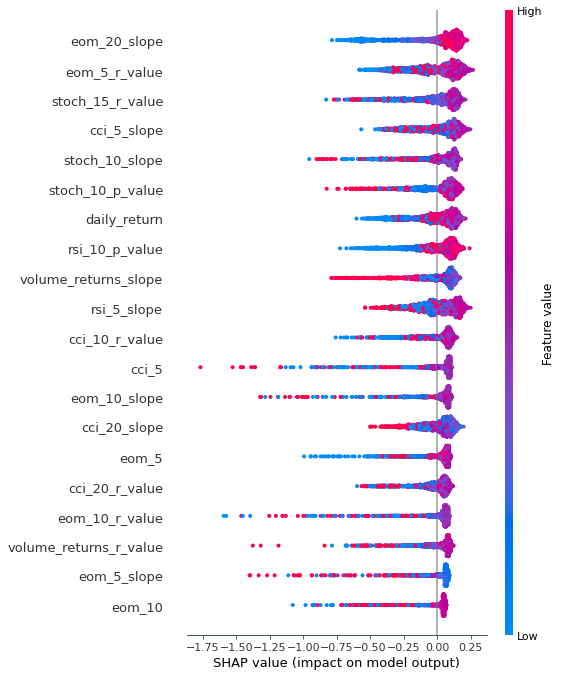 High
eom_20_slope
eom_5_r_value
stoch_15_r_value
cci_5_slope
stoch_10_slope
stoch_10_p_value
daily_return
rsi_10_p_value
volume_returns_slope
rsi_5_slope
cci_10_r_value
cci_5
eom_10_slope
cci_20_slope
eom_5
cci_20_r_value
eom_10_r_value
volume_returns_r_value
eom_5_slope
eom_10
Feature value
Low
−1.75 −1.50 −1.25 −1.00 −0.75 −0.50 −0.25 0.00 0.25
SHAP value (impact on model output)